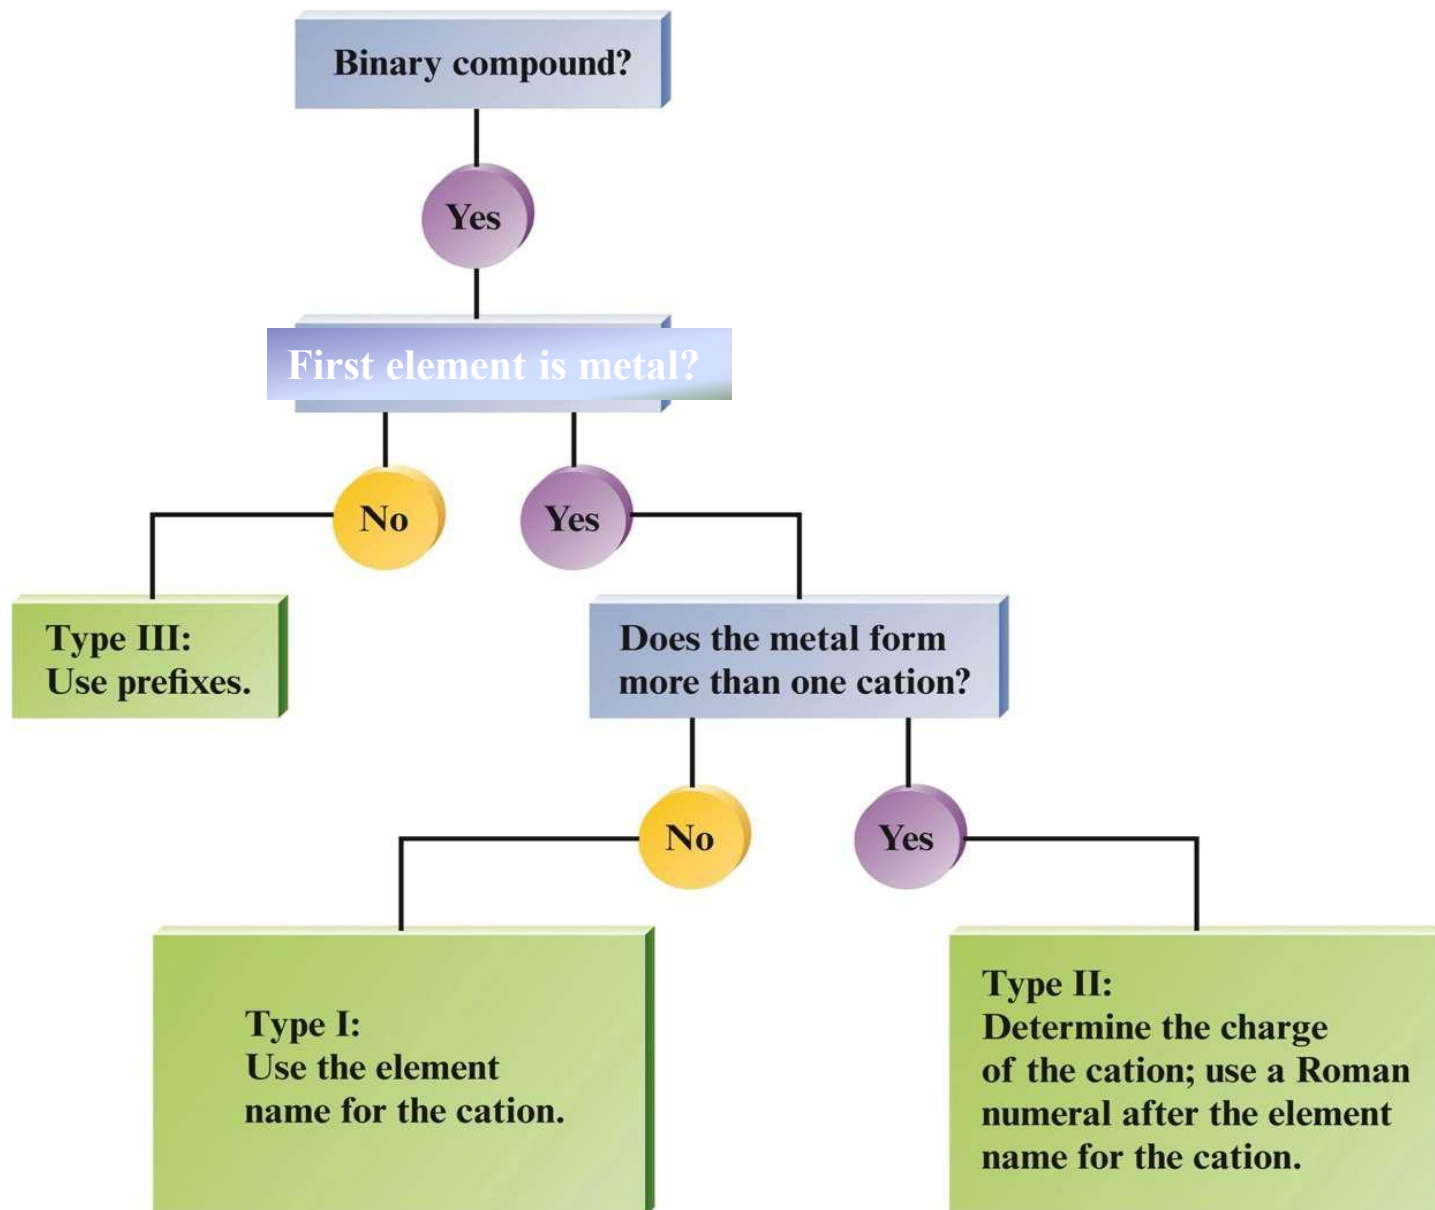 Binary compound?
Yes
First element is metal?
No
Yes
Type III:
Use prefixes.
Does the metal form
more than one cation?
No
Yes
Type I:
Use the element
name for the cation.
Type II:
Determine the charge
of the cation; use a Roman
numeral after the element
name for the cation.